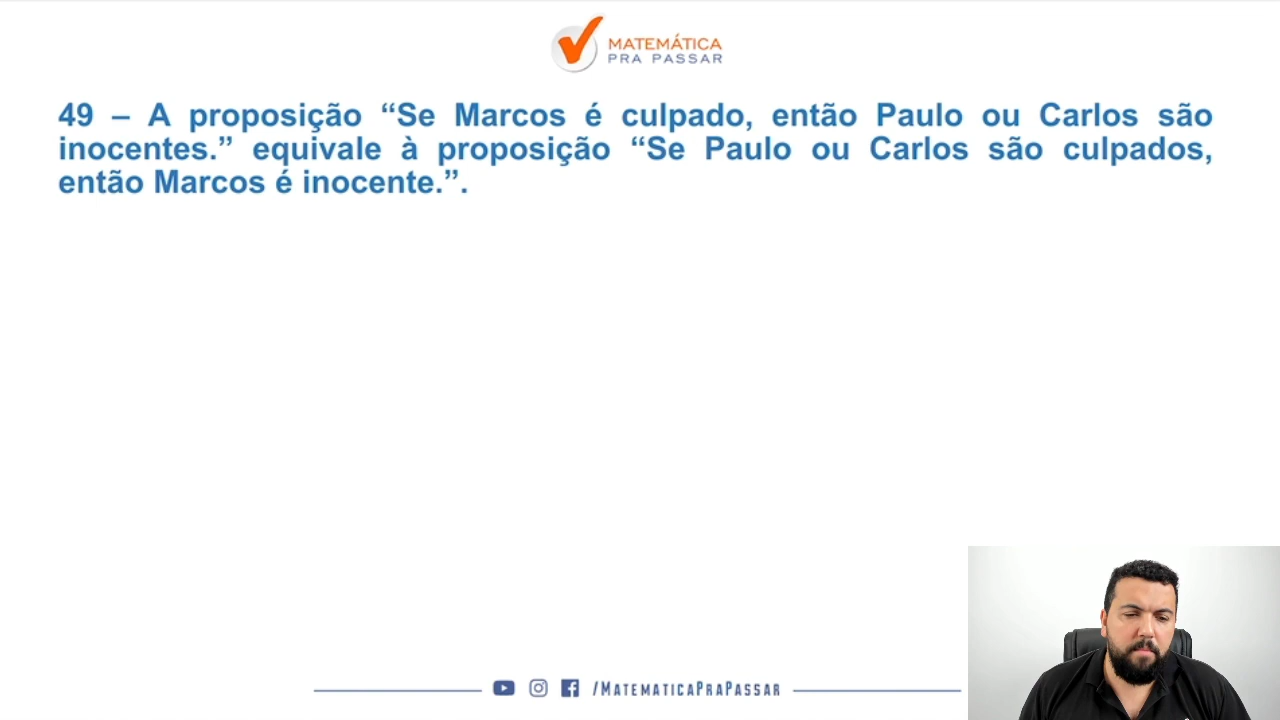 MATEMÁTICA
PRA PASSAR
49 – A proposição “Se Marcos é culpado, então Paulo ou Carlos são
inocentes.” equivale à proposição “Se Paulo ou Carlos são culpados,
então Marcos é inocente.”.
/MATEMATICAPRAPASSAR